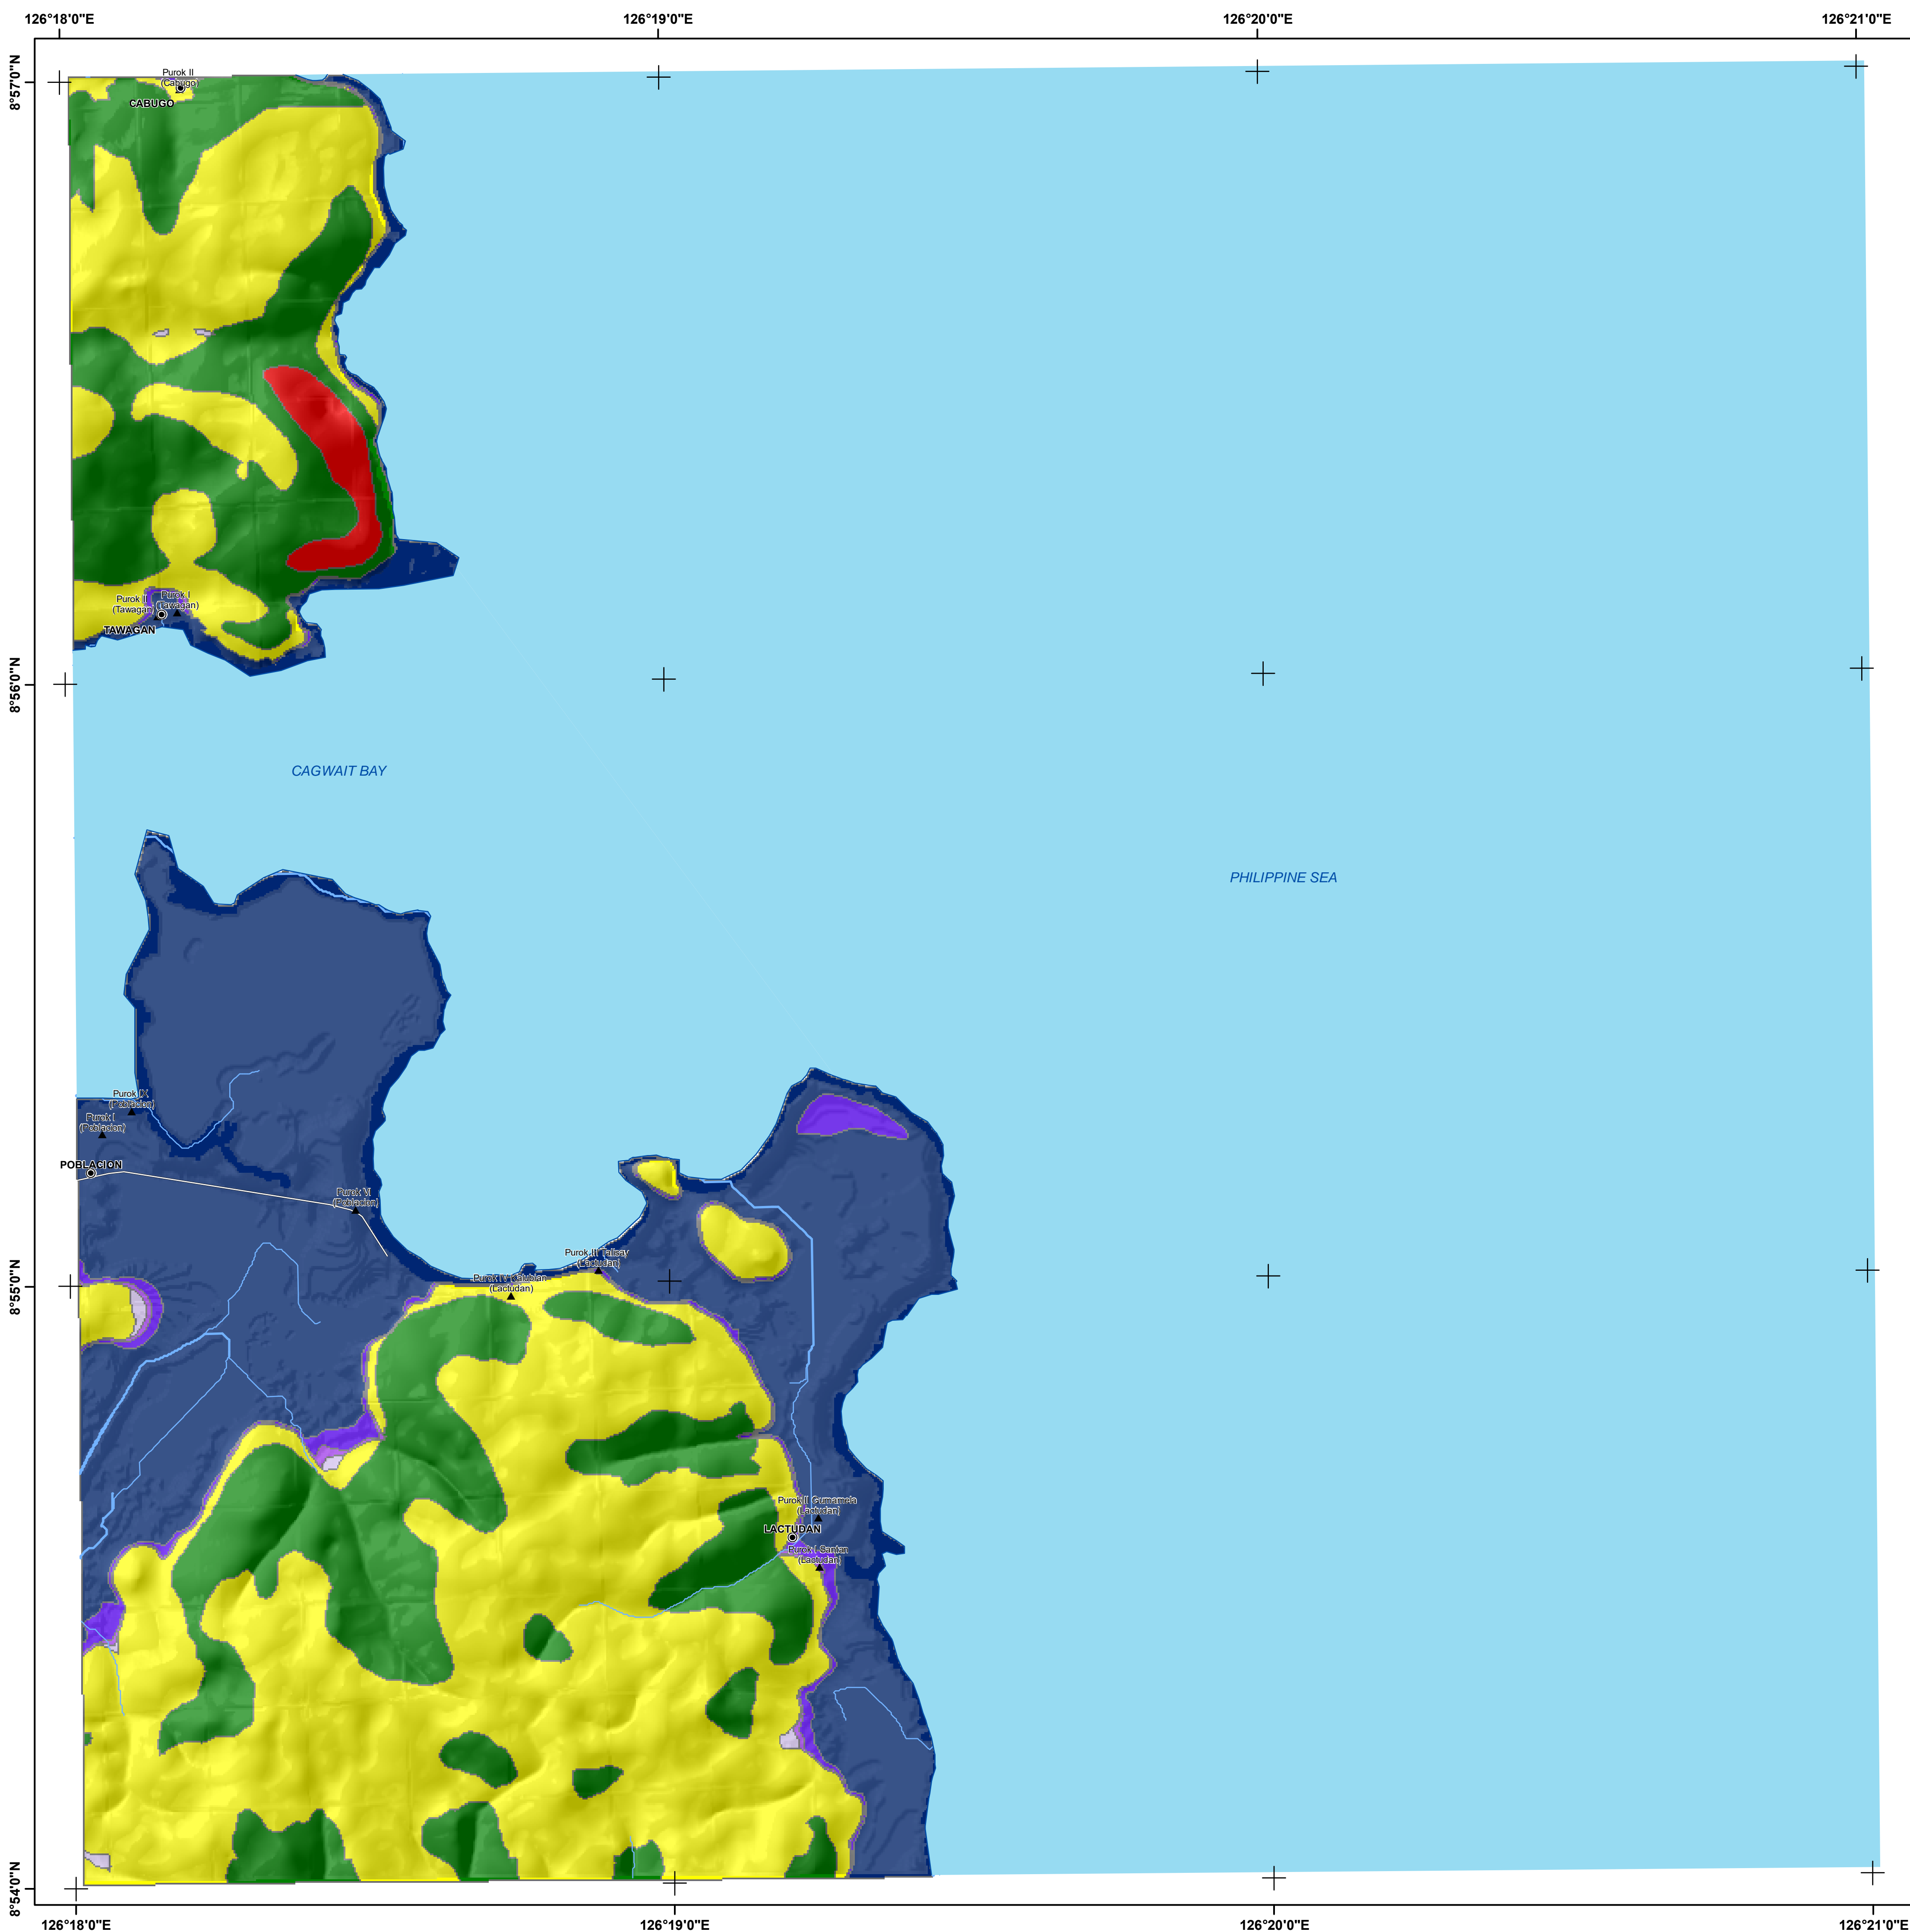 126°18'0"E
126°19'0"E
126°20'0"E
126°21'0"E
8°57'0"N
Purok II
(Cabugo)
CABUGO
Purok II
(Tawagan)
Purok I
(Tawagan)
TAWAGAN
8°56'0"N
CAGWAIT BAY
PHILIPPINE SEA
Purok IX
(Poblacion)
Purok I
(Poblacion)
POBLACION
Purok VI
(Poblacion)
Purok III Talisay
(Lactudan)
(Lactudan)
8°55'0"N
Purok II Gumamela
(Lactudan)
LACTUDAN
Purok I Santan
(Lactudan)
8°54'0"N
126°18'0"E
126°19'0"E
126°20'0"E
126°21'0"E